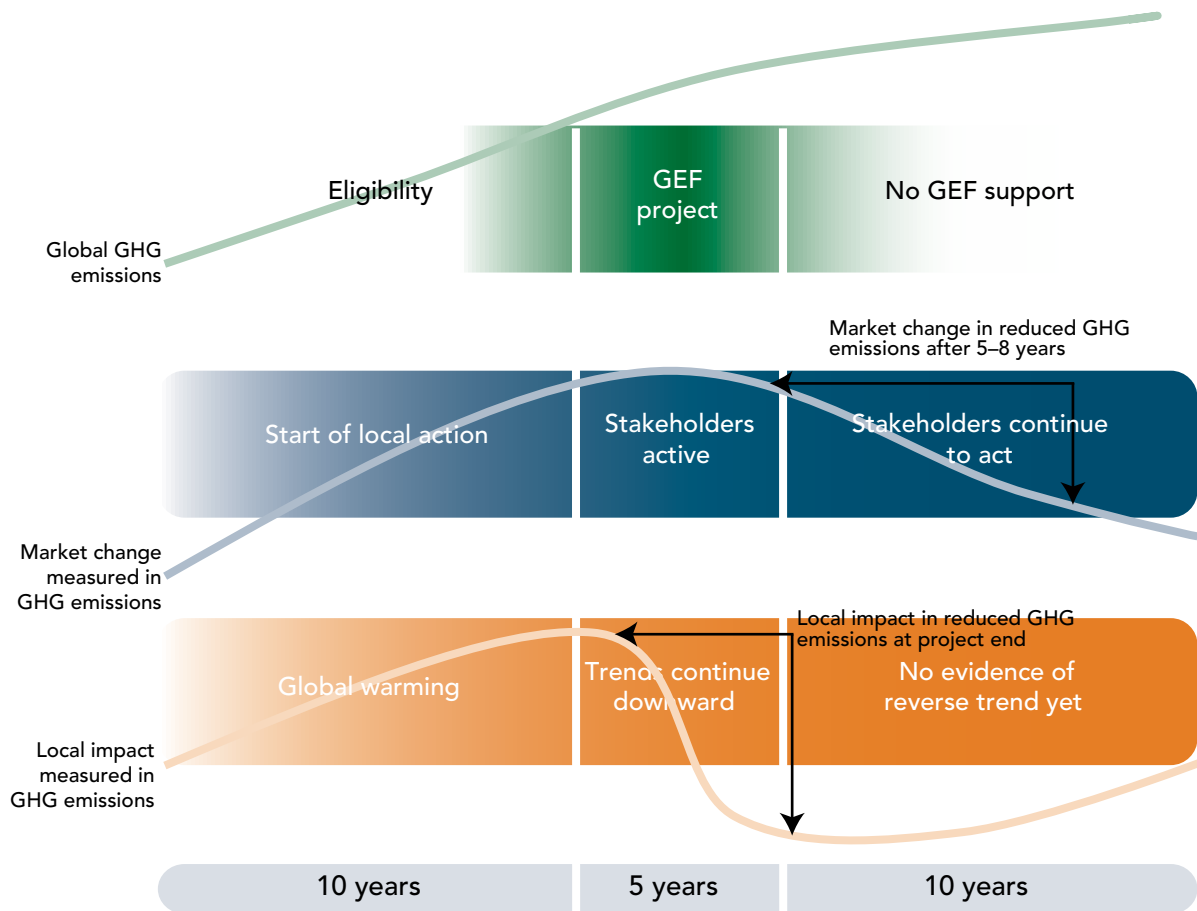 Eligibility
GEF
project
No GEF support
Global GHG
emissions
Market change in reduced GHG
emissions after 5–8 years
Start of local action
Stakeholders
active
Stakeholders continue
to act
Market change
measured in
GHG emissions
Local impact in reduced GHG
emissions at project end
Global warming
Trends continue
downward
No evidence of
reverse trend yet
Local impact
measured in
GHG emissions
10 years
5 years
10 years